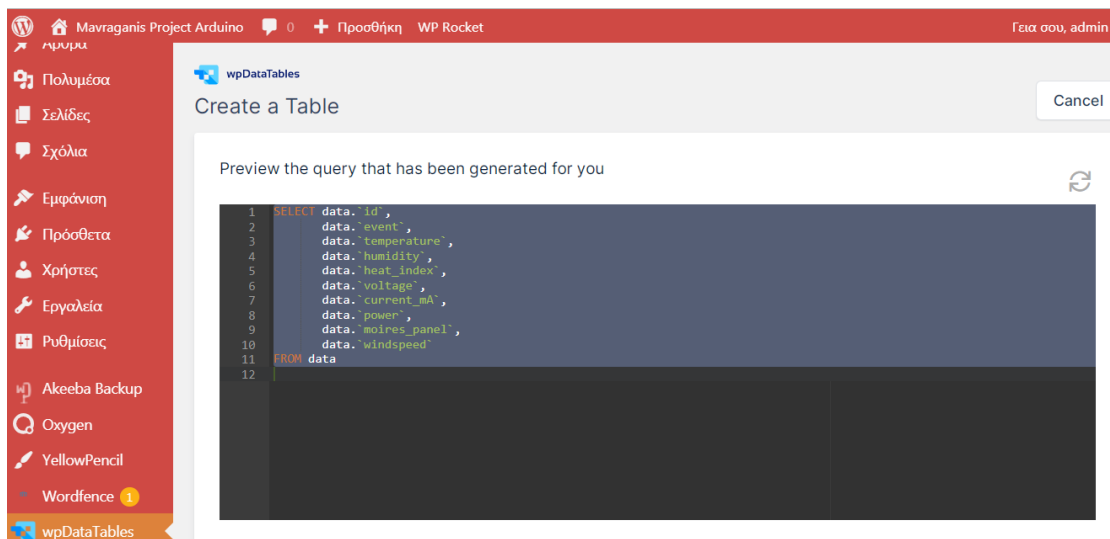 Mavraganis Project Arduino 0 Προσθήκη WP Rocket Γεια σου, admin
Άρθρα
Πολυμέσα
Σελίδες
Σχόλια
Εμφάνιση
Πρόσθετα
Χρήστες
Εργαλεία
Ρυθμίσεις
Akeeba Backup
Oxygen
YellowPencil
Wordfence 1
wpDataTables
wpDataTables
Create a Table
Cancel
Preview the query that has been generated for you
1 SELECT data.`id`,
2 data.`event`,
3 data.`temperature`,
4 data.`humidity`,
5 data.`heat_index`,
6 data.`voltage`,
7 data.`current_mA`,
8 data.`power`,
9 data.`moires_panel`,
10 data.`windspeed`
11 FROM data
12